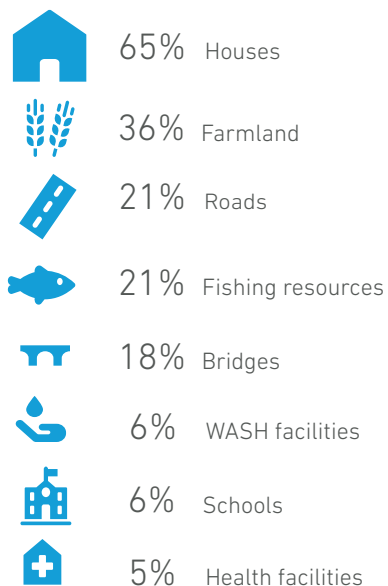 65% Houses
36% Farmland
21% Roads
21% Fishing resources
18% Bridges
6% WASH facilities
6% Schools
5% Health facilities